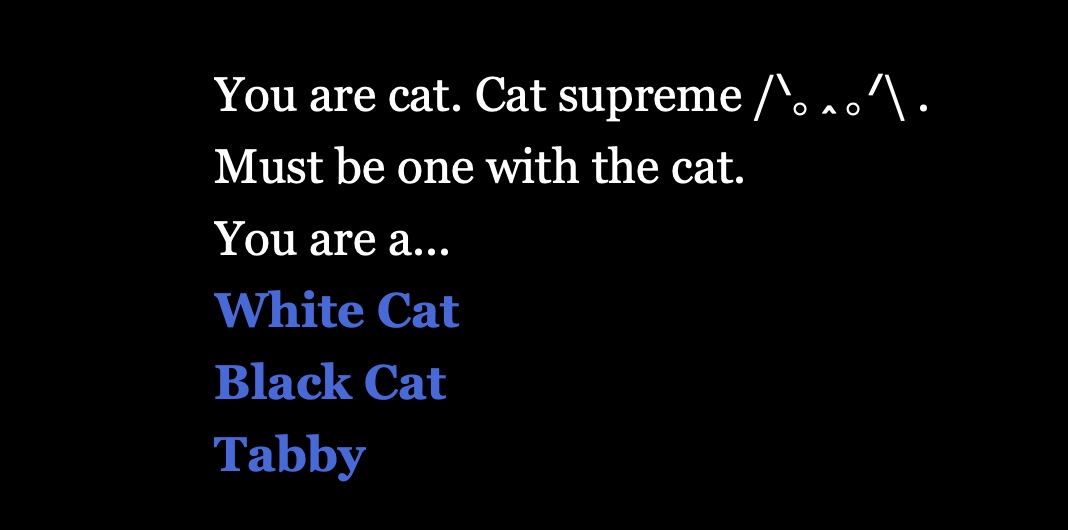 You are cat. Cat supreme /‵｡‸｡′\ .
Must be one with the cat.
You are a...
White Cat
Black Cat
Tabby